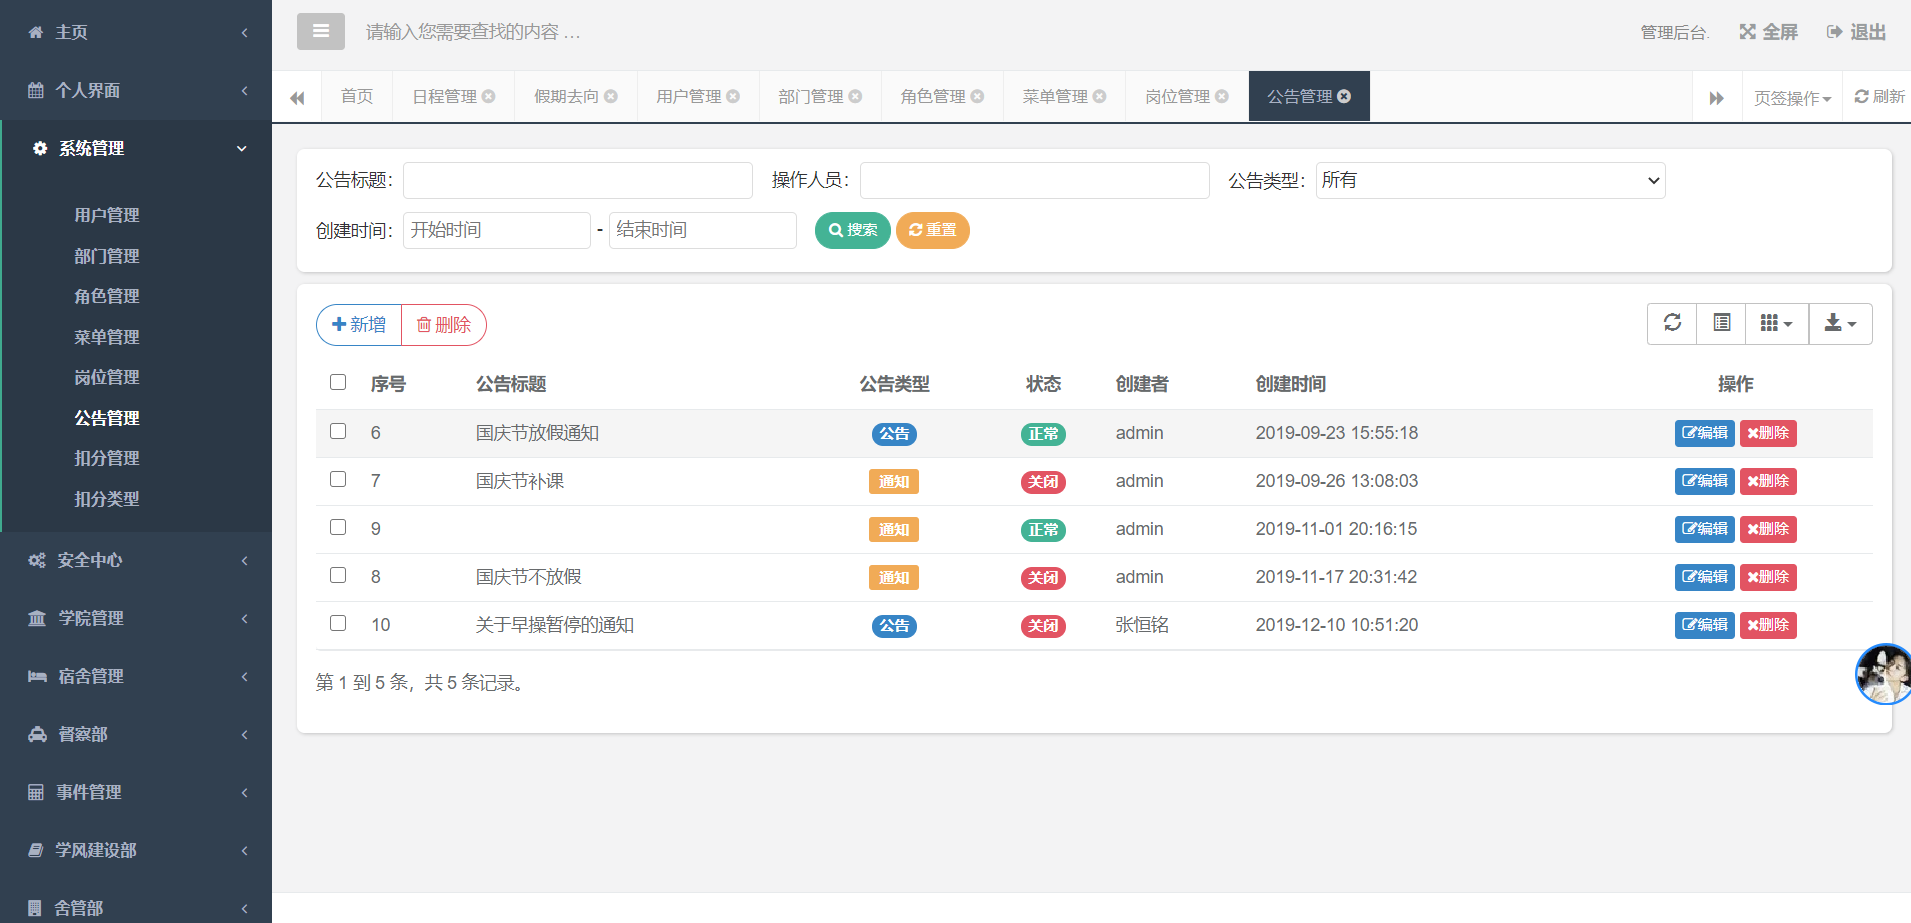 主页
个人界面
系统管理
用户管理
部门管理
角色管理
菜单管理
岗位管理
公告管理
扣分管理
扣分类型
安全中心
学院管理
宿舍管理
督察部
事件管理
学风建设部
舍管部
请输入您需要查找的内容 …
管理后台. 全屏 退出
首页 日程管理 假期去向 用户管理 部门管理 角色管理 菜单管理 岗位管理 公告管理 页签操作 刷新
公告标题： 操作人员： 公告类型： 所有
创建时间： 开始时间 - 结束时间 搜索 重置
新增 删除
序号 公告标题 公告类型 状态 创建者 创建时间 操作
6 国庆节放假通知 公告 正常 admin 2019-09-23 15:55:18 编辑 删除
7 国庆节补课 通知 关闭 admin 2019-09-26 13:08:03 编辑 删除
9 通知 正常 admin 2019-11-01 20:16:15 编辑 删除
8 国庆节不放假 通知 关闭 admin 2019-11-17 20:31:42 编辑 删除
10 关于早操暂停的通知 公告 关闭 张恒铭 2019-12-10 10:51:20 编辑 删除
第 1 到 5 条，共 5 条记录。